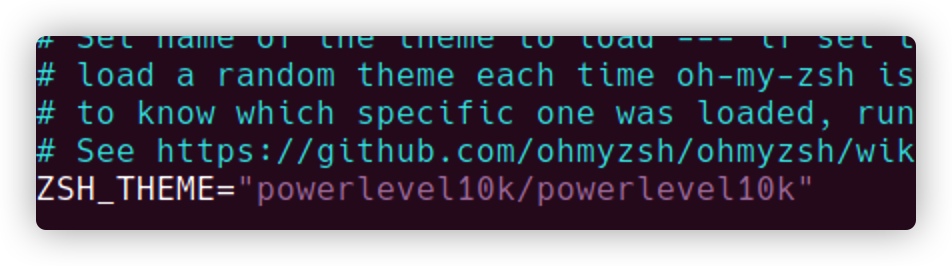 # Set name of the theme to load --- if set t
# load a random theme each time oh-my-zsh is
# to know which specific one was loaded, run
# See https://github.com/ohmyzsh/ohmyzsh/wik
ZSH_THEME="powerlevel10k/powerlevel10k"